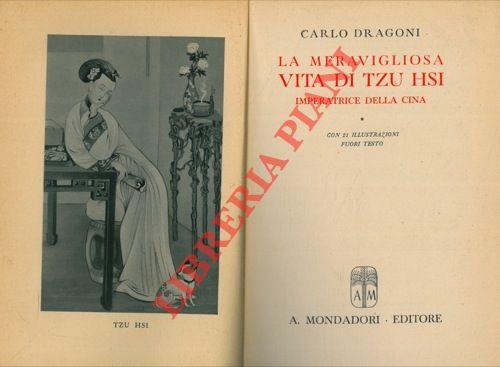 TZU HSI
CARLO DRAGONI
LA MERAVIGLIOSA
VITA DI TZU HSI
IMPERATRICE DELLA CINA
*
CON 21 ILLUSTRAZIONI
FUORI TESTO
A M
A. MONDADORI · EDITORE
LIBRERIA PIANI